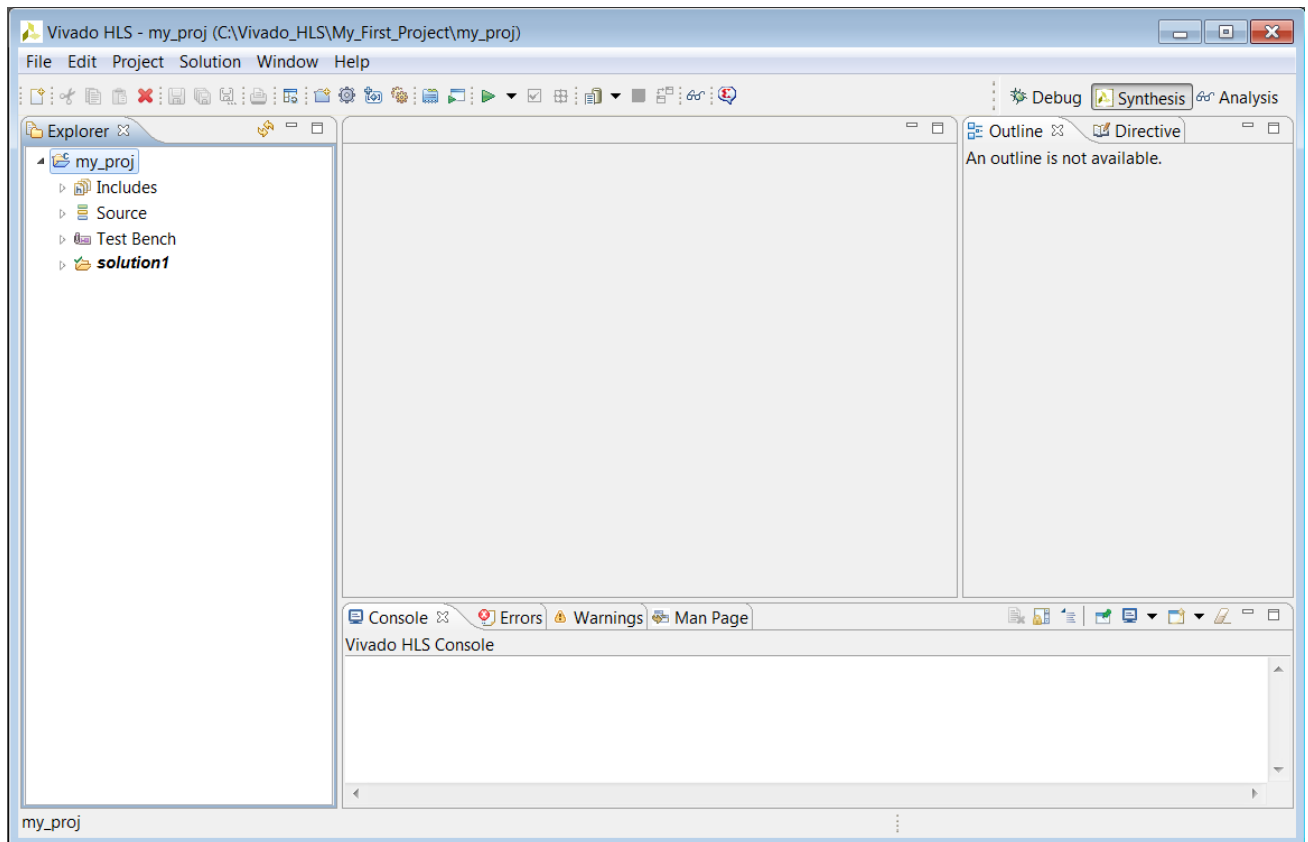 Vivado HLS - my_proj (C:\Vivado_HLS\My_First_Project\my_proj)
File Edit Project Solution Window Help
Debug Synthesis Analysis
Explorer
my_proj
Includes
Source
Test Bench
solution1
Outline Directive
An outline is not available.
Console Errors Warnings Man Page
Vivado HLS Console
my_proj